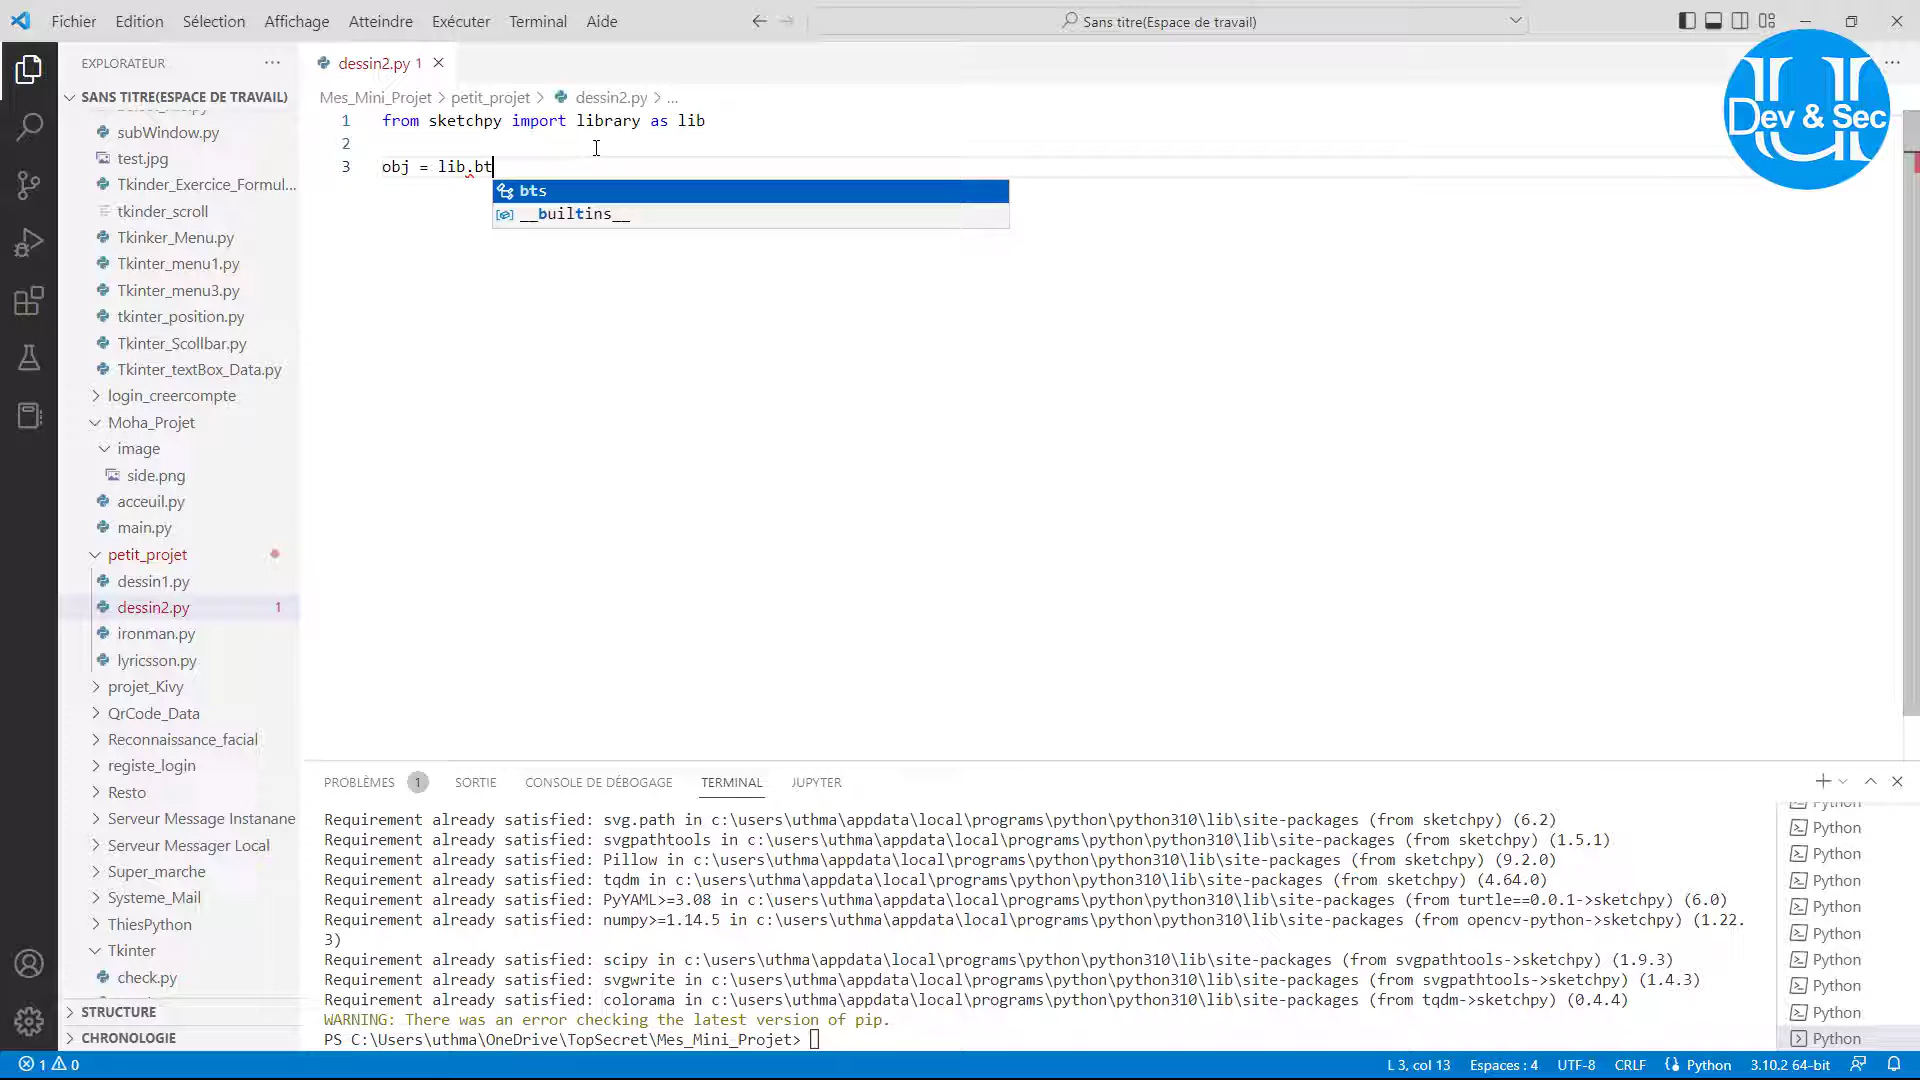 Fichier Edition Sélection Affichage Atteindre Exécuter Terminal Aide
Sans titre(Espace de travail)
EXPLORATEUR
SANS TITRE(ESPACE DE TRAVAIL)
subWindow.py
test.jpg
Tkinder_Exercice_Formul...
tkinder_scroll
Tkinker_Menu.py
Tkinter_menu1.py
Tkinter_menu3.py
tkinter_position.py
Tkinter_Scollbar.py
Tkinter_textBox_Data.py
login_creercompte
Moha_Projet
image
side.png
acceuil.py
main.py
petit_projet
dessin1.py
dessin2.py 1
ironman.py
lyricsson.py
projet_Kivy
QrCode_Data
Reconnaissance_facial
registe_login
Resto
Serveur Message Instanane
Serveur Messager Local
Super_marche
Systeme_Mail
ThiesPython
Tkinter
check.py
STRUCTURE
CHRONOLOGIE
dessin2.py 1
Mes_Mini_Projet > petit_projet > dessin2.py > ...
1 from sketchpy import library as lib
2
3 obj = lib.bt
bts
__builtins__
Dev & Sec
PROBLÈMES 1 SORTIE CONSOLE DE DÉBOGAGE TERMINAL JUPYTER
Requirement already satisfied: svg.path in c:\users\uthma\appdata\local\programs\python\python310\lib\site-packages (from sketchpy) (6.2)
Requirement already satisfied: svgpathtools in c:\users\uthma\appdata\local\programs\python\python310\lib\site-packages (from sketchpy) (1.5.1)
Requirement already satisfied: Pillow in c:\users\uthma\appdata\local\programs\python\python310\lib\site-packages (from sketchpy) (9.2.0)
Requirement already satisfied: tqdm in c:\users\uthma\appdata\local\programs\python\python310\lib\site-packages (from sketchpy) (4.64.0)
Requirement already satisfied: PyYAML>=3.08 in c:\users\uthma\appdata\local\programs\python\python310\lib\site-packages (from turtle==0.0.1->sketchpy) (6.0)
Requirement already satisfied: numpy>=1.14.5 in c:\users\uthma\appdata\local\programs\python\python310\lib\site-packages (from opencv-python->sketchpy) (1.22.
3)
Requirement already satisfied: scipy in c:\users\uthma\appdata\local\programs\python\python310\lib\site-packages (from svgpathtools->sketchpy) (1.9.3)
Requirement already satisfied: svgwrite in c:\users\uthma\appdata\local\programs\python\python310\lib\site-packages (from svgpathtools->sketchpy) (1.4.3)
Requirement already satisfied: colorama in c:\users\uthma\appdata\local\programs\python\python310\lib\site-packages (from tqdm->sketchpy) (0.4.4)
WARNING: There was an error checking the latest version of pip.
PS C:\Users\uthma\OneDrive\TopSecret\Mes_Mini_Projet>
Python
Python
Python
Python
Python
Python
Python
Python
Python
Python
1 0
L 3, col 13 Espaces : 4 UTF-8 CRLF Python 3.10.2 64-bit